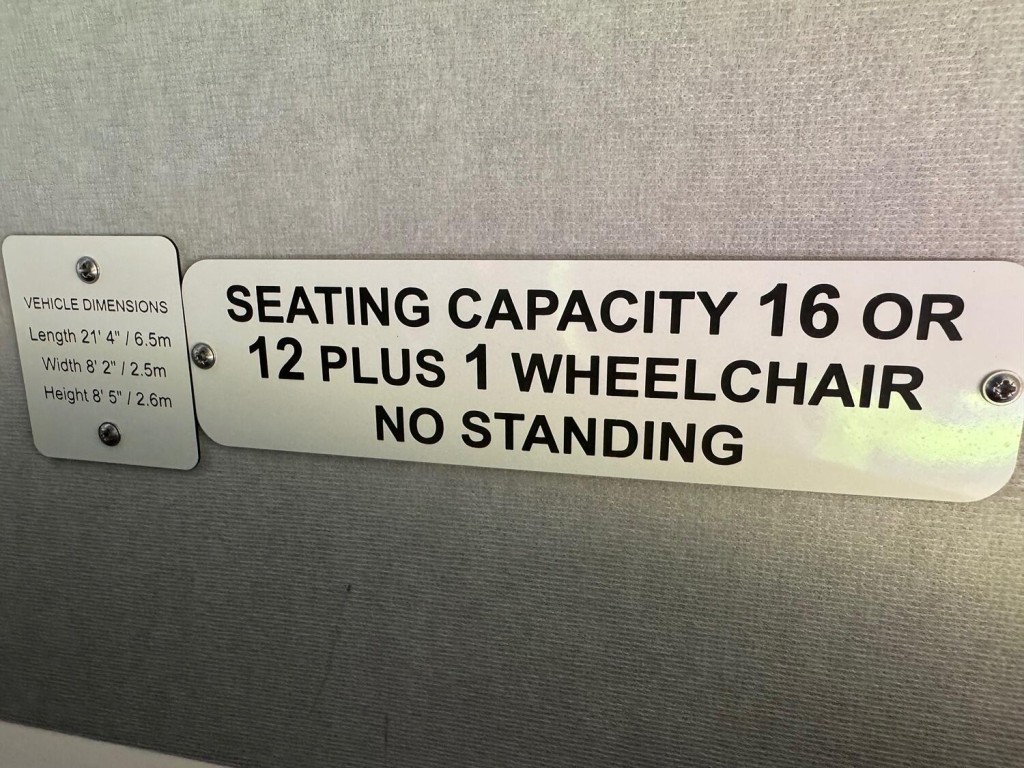 VEHICLE DIMENSIONS
Length 21' 4" / 6.5m
Width 8' 2" / 2.5m
Height 8' 5" / 2.6m
SEATING CAPACITY 16 OR
12 PLUS 1 WHEELCHAIR
NO STANDING